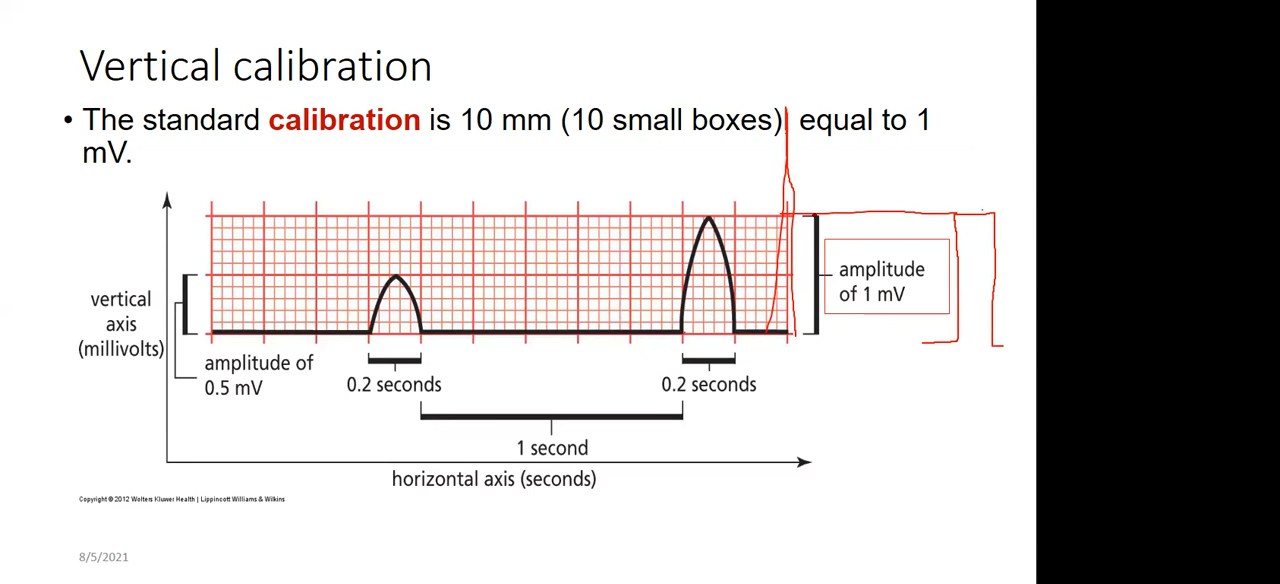 Vertical calibration
• The standard calibration is 10 mm (10 small boxes) equal to 1
mV.
amplitude
of 1 mV
vertical
axis
(millivolts)
amplitude of
0.5 mV
0.2 seconds
0.2 seconds
1 second
horizontal axis (seconds)
Copyright © 2012 Wolters Kluwer Health | Lippincott Williams & Wilkins
8/5/2021